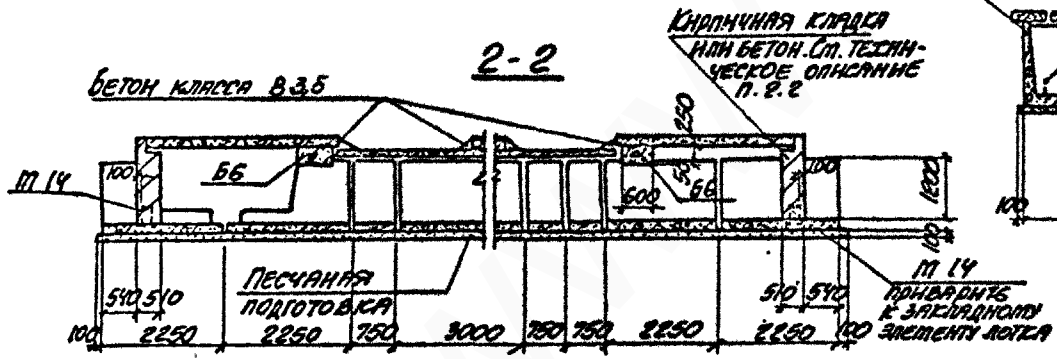 2-2
Кирпичная кладка
или бетон. См. техни-
ческое описание
п. 2.2
Бетон класса В 3,5
250
50
100
Б6
600
Б6
100
М 14
1200
100
100
Песчаная
подготовка
М 14
приварить
к закладному
элементу лотка
540 510
510 540
100 2250 2250 750 3000 750 750 2250 2250 100